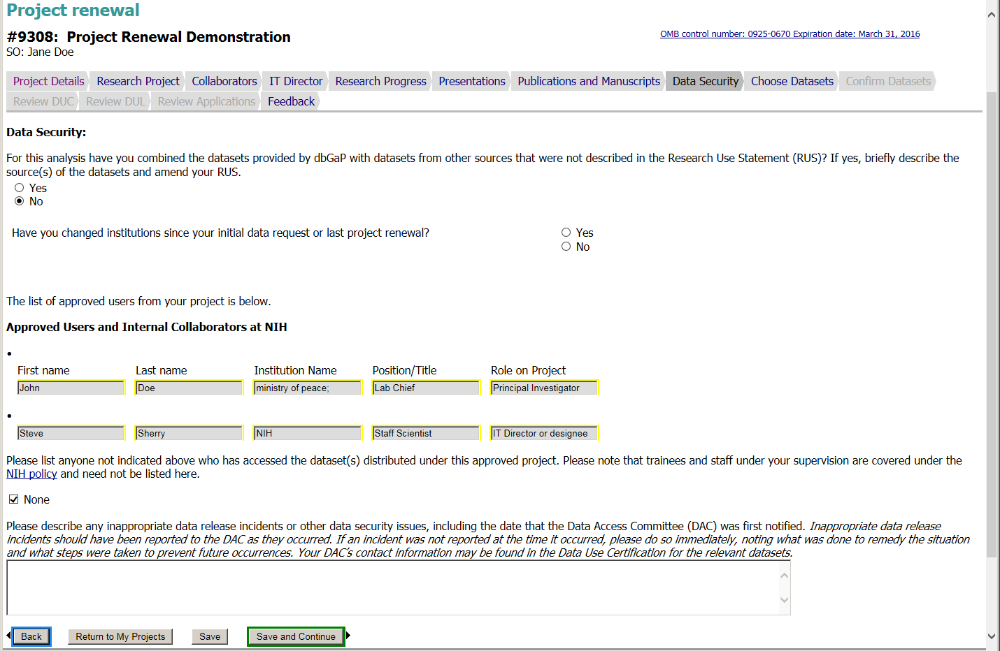 Project renewal
#9308:  Project Renewal Demonstration
OMB control number: 0925-0670 Expiration date: March 31, 2016
SO: Jane Doe
Project Details Research Project Collaborators IT Director Research Progress Presentations Publications and Manuscripts Data Security Choose Datasets Confirm Datasets
Review DUC Review DUL Review Applications Feedback
Data Security:
For this analysis have you combined the datasets provided by dbGaP with datasets from other sources that were not described in the Research Use Statement (RUS)? If yes, briefly describe the
source(s) of the datasets and amend your RUS.
Yes
No
Have you changed institutions since your initial data request or last project renewal? Yes
No
The list of approved users from your project is below.
Approved Users and Internal Collaborators at NIH
First name Last name Institution Name Position/Title Role on Project
John Doe ministry of peace; Lab Chief Principal Investigator
Steve Sherry NIH Staff Scientist IT Director or designee
Please list anyone not indicated above who has accessed the dataset(s) distributed under this approved project. Please note that trainees and staff under your supervision are covered under the
NIH policy and need not be listed here.
None
Please describe any inappropriate data release incidents or other data security issues, including the date that the Data Access Committee (DAC) was first notified. Inappropriate data release
incidents should have been reported to the DAC as they occurred. If an incident was not reported at the time it occurred, please do so immediately, noting what was done to remedy the situation
and what steps were taken to prevent future occurrences. Your DAC's contact information may be found in the Data Use Certification for the relevant datasets.
Back Return to My Projects Save Save and Continue